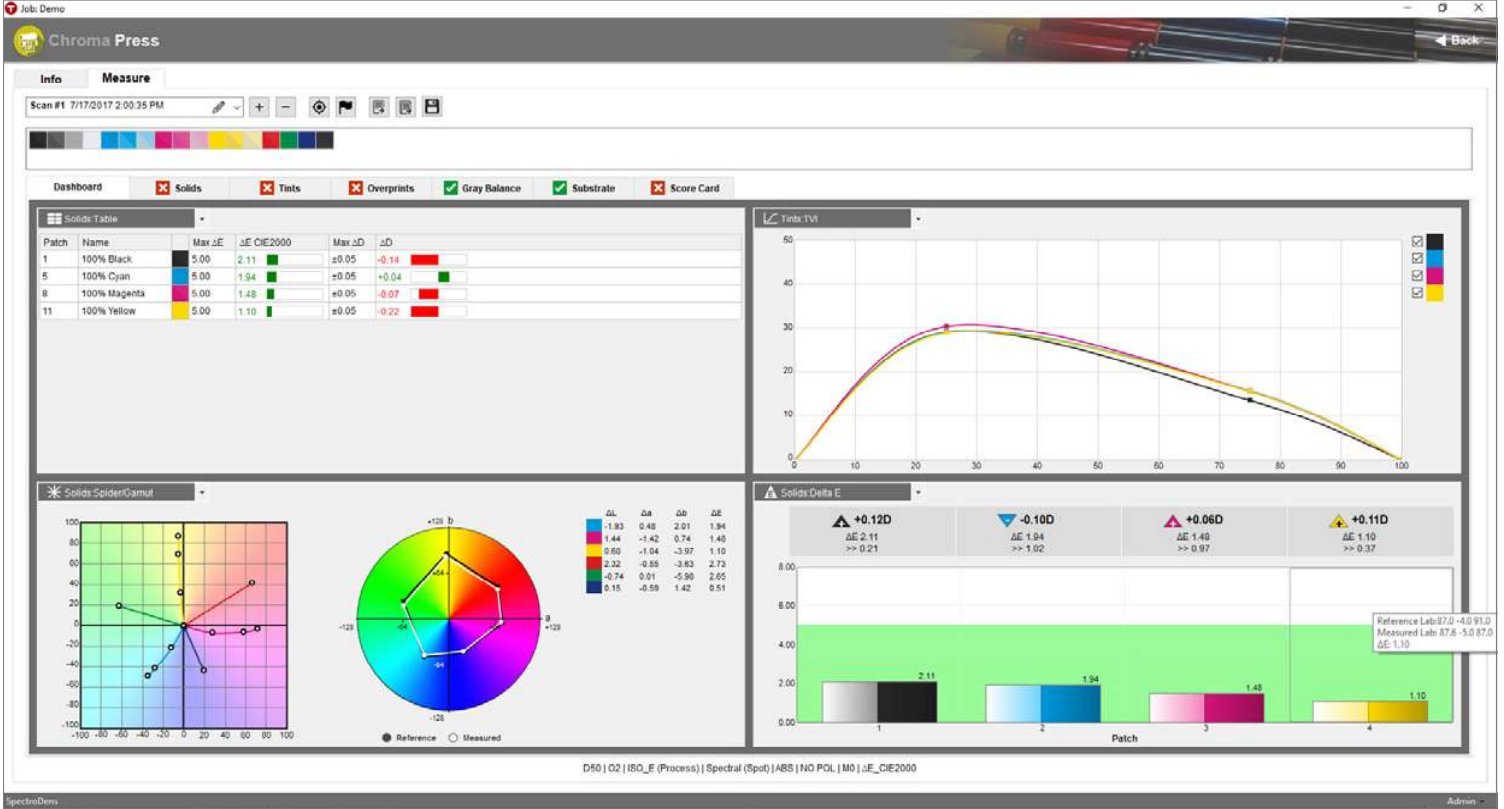 Job: Demo
Chroma Press
Back
Info Measure
Scan #1 7/17/2017 2:00:35 PM
Dashboard Solids Tints Overprints Gray Balance Substrate Score Card
Solids:Table
Patch Name Max ΔE ΔE CIE2000 Max ΔD ΔD
1 100% Black 5.00 2.11 ±0.05 -0.14
5 100% Cyan 5.00 1.94 ±0.05 +0.04
8 100% Magenta 5.00 1.48 ±0.05 -0.07
11 100% Yellow 5.00 1.10 ±0.05 -0.22
Tints:TVI
50
40
30
20
10
0
0 10 20 30 40 50 60 70 80 90 100
Solids:Spider/Gamut
100
80
60
40
20
0
-20
-40
-60
-80
-100
-100 -80 -60 -40 -20 0 20 40 60 80 100
+128 b
+64
-128 -64 a
+128
-64
-128
Reference Measured
ΔL Δa Δb ΔE
-1.93 0.48 2.01 1.94
1.44 -1.42 0.74 1.48
0.60 -1.04 -3.97 1.10
2.32 -0.55 -3.63 2.73
-0.74 0.01 -5.90 2.65
0.15 -0.59 1.42 0.51
Solids:Delta E
+0.12D -0.10D +0.06D +0.11D
ΔE 2.11 ΔE 1.94 ΔE 1.48 ΔE 1.10
>> 0.21 >> 1.02 >> 0.97 >> 0.37
8.00
6.00
4.00
2.00
0.00
2.11 1.94 1.48 1.10
1 2 3 4
Patch
Reference Lab:87.0 -4.0 91.0
Measured Lab: 87.6 -5.0 87.0
ΔE: 1.10
D50 | O2 | ISO_E (Process) | Spectral (Spot) | ABS | NO POL | M0 | ΔE_CIE2000
SpectroDens Admin